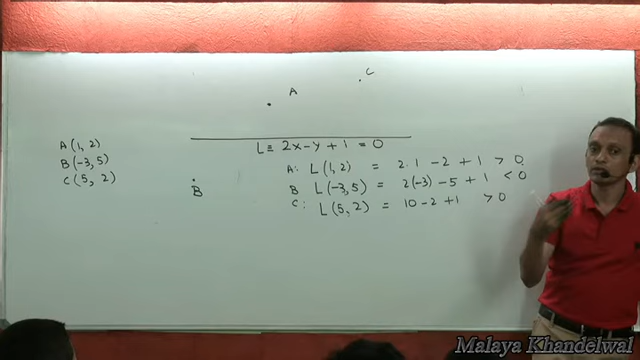 A
C
L ≡ 2x - y + 1 = 0
A(1, 2)
B(-3, 5)
C(5, 2)
B
A: L(1, 2) = 2.1 - 2 + 1 > 0
B L(-3, 5) = 2(-3) - 5 + 1 < 0
C: L(5, 2) = 10 - 2 + 1 > 0
Malaya Khandelwal